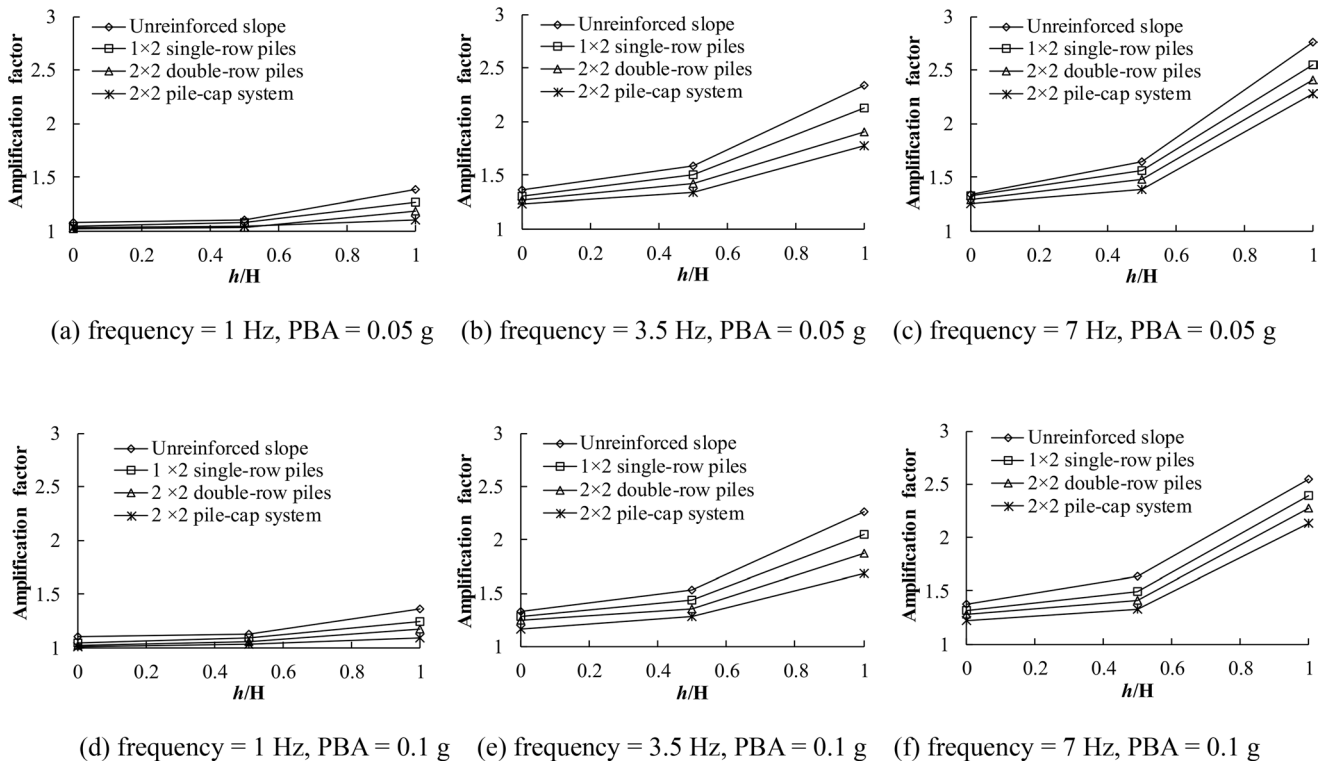 3
2.5
2
1.5
1
Amplification factor
Unreinforced slope
1×2 single-row piles
2×2 double-row piles
2×2 pile-cap system
0 0.2 0.4 0.6 0.8 1
h/H
(a) frequency = 1 Hz, PBA = 0.05 g
3
2.5
2
1.5
1
Amplification factor
Unreinforced slope
1×2 single-row piles
2×2 double-row piles
2×2 pile-cap system
0 0.2 0.4 0.6 0.8 1
h/H
(b) frequency = 3.5 Hz, PBA = 0.05 g
3
2.5
2
1.5
1
Amplification factor
Unreinforced slope
1×2 single-row piles
2×2 double-row piles
2×2 pile-cap system
0 0.2 0.4 0.6 0.8 1
h/H
(c) frequency = 7 Hz, PBA = 0.05 g
3
2.5
2
1.5
1
Amplification factor
Unreinforced slope
1 ×2 single-row piles
2 ×2 double-row piles
2 ×2 pile-cap system
0 0.2 0.4 0.6 0.8 1
h/H
(d) frequency = 1 Hz, PBA = 0.1 g
3
2.5
2
1.5
1
Amplification factor
Unreinforced slope
1×2 single-row piles
2×2 double-row piles
2×2 pile-cap system
0 0.2 0.4 0.6 0.8 1
h/H
(e) frequency = 3.5 Hz, PBA = 0.1 g
3
2.5
2
1.5
1
Amplification factor
Unreinforced slope
1×2 single-row piles
2×2 double-row piles
2×2 pile-cap system
0 0.2 0.4 0.6 0.8 1
h/H
(f) frequency = 7 Hz, PBA = 0.1 g